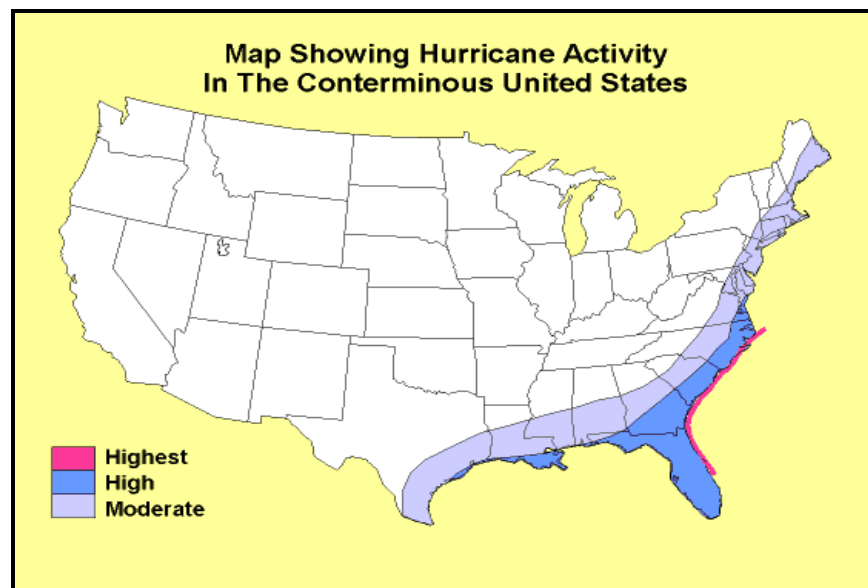 Map Showing Hurricane Activity
In The Conterminous United States
Highest
High
Moderate